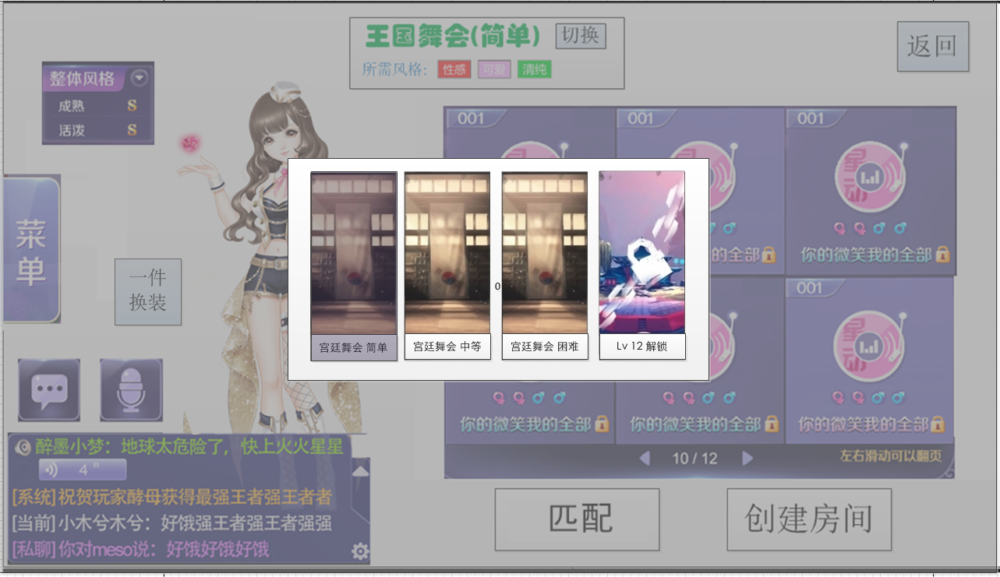 王国舞会(简单)
切换
返回
所需风格:
性感
可爱
清纯
整体风格
成熟 S
活泼 S
001
001
001
星动
你的微笑我的全部
的全部
菜单
一件
换装
宫廷舞会 简单
宫廷舞会 中等
0
宫廷舞会 困难
Lv 12 解锁
001
星动
你的微笑我的全部
你的微笑我的全部
你的微笑我的全部
10 / 12
左右滑动可以翻页
醉墨小梦：地球太危险了，快上火火星星
4 "
[系统]祝贺玩家酵母获得最强王者强王者者
[当前]小木兮木兮：好饿强王者强王者强强
[私聊]你对meso说：好饿好饿好饿
匹配
创建房间